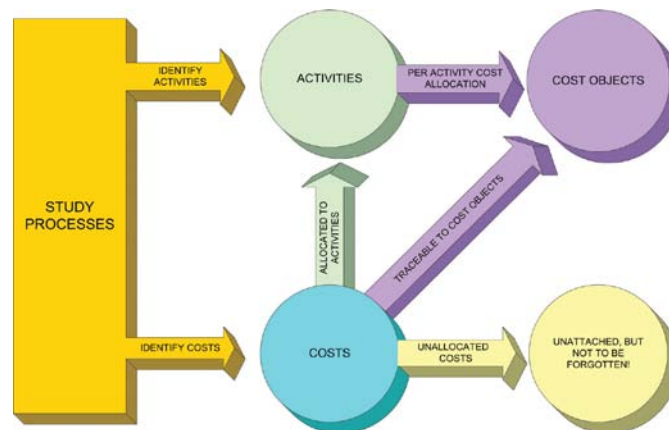 IDENTIFY
ACTIVITIES
ACTIVITIES
PER ACTIVITY COST
ALLOCATION
COST OBJECTS
STUDY
PROCESSES
ALLOCATED TO
ACTIVITIES
TRACEABLE TO COST OBJECTS
IDENTIFY COSTS
COSTS
UNALLOCATED
COSTS
UNATTACHED, BUT
NOT TO BE
FORGOTTEN!